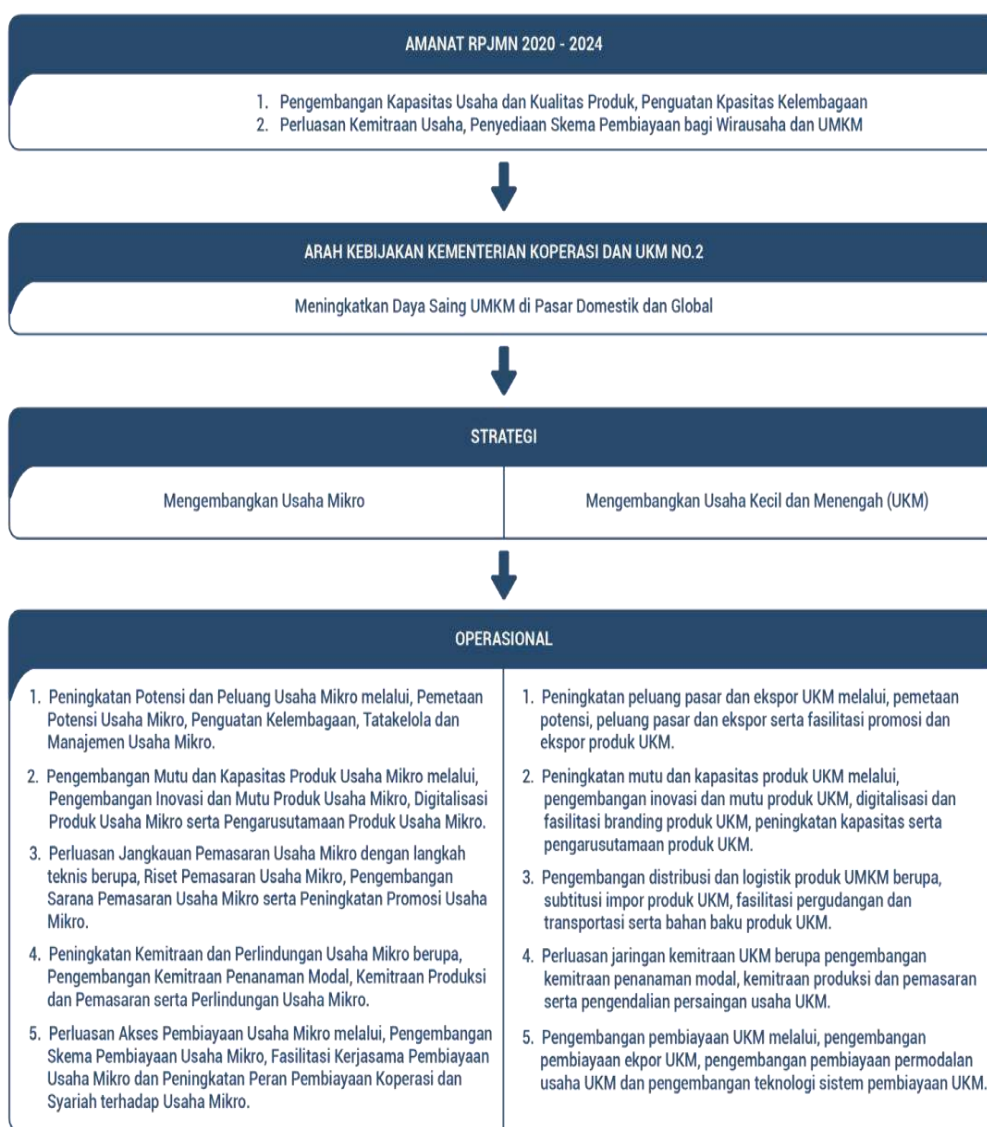 AMANAT RPJMN 2020 - 2024
1. Pengembangan Kapasitas Usaha dan Kualitas Produk, Penguatan Kpasitas Kelembagaan
2. Perluasan Kemitraan Usaha, Penyediaan Skema Pembiayaan bagi Wirausaha dan UMKM
ARAH KEBIJAKAN KEMENTERIAN KOPERASI DAN UKM NO.2
Meningkatkan Daya Saing UMKM di Pasar Domestik dan Global
STRATEGI
Mengembangkan Usaha Mikro
Mengembangkan Usaha Kecil dan Menengah (UKM)
OPERASIONAL
1. Peningkatan Potensi dan Peluang Usaha Mikro melalui, Pemetaan
Potensi Usaha Mikro, Penguatan Kelembagaan, Tatakelola dan
Manajemen Usaha Mikro.
2. Pengembangan Mutu dan Kapasitas Produk Usaha Mikro melalui,
Pengembangan Inovasi dan Mutu Produk Usaha Mikro, Digitalisasi
Produk Usaha Mikro serta Pengarusutamaan Produk Usaha Mikro.
3. Perluasan Jangkauan Pemasaran Usaha Mikro dengan langkah
teknis berupa, Riset Pemasaran Usaha Mikro, Pengembangan
Sarana Pemasaran Usaha Mikro serta Peningkatan Promosi Usaha
Mikro.
4. Peningkatan Kemitraan dan Perlindungan Usaha Mikro berupa,
Pengembangan Kemitraan Penanaman Modal, Kemitraan Produksi
dan Pemasaran serta Perlindungan Usaha Mikro.
5. Perluasan Akses Pembiayaan Usaha Mikro melalui, Pengembangan
Skema Pembiayaan Usaha Mikro, Fasilitasi Kerjasama Pembiayaan
Usaha Mikro dan Peningkatan Peran Pembiayaan Koperasi dan
Syariah terhadap Usaha Mikro.
1. Peningkatan peluang pasar dan ekspor UKM melalui, pemetaan
potensi, peluang pasar dan ekspor serta fasilitasi promosi dan
ekspor produk UKM.
2. Peningkatan mutu dan kapasitas produk UKM melalui,
pengembangan inovasi dan mutu produk UKM, digitalisasi dan
fasilitasi branding produk UKM, peningkatan kapasitas serta
pengarusutamaan produk UKM.
3. Pengembangan distribusi dan logistik produk UMKM berupa,
subtitusi impor produk UKM, fasilitasi pergudangan dan
transportasi serta bahan baku produk UKM.
4. Perluasan jaringan kemitraan UKM berupa pengembangan
kemitraan penanaman modal, kemitraan produksi dan pemasaran
serta pengendalian persaingan usaha UKM.
5. Pengembangan pembiayaan UKM melalui, pengembangan
pembiayaan ekpor UKM, pengembangan pembiayaan permodalan
usaha UKM dan pengembangan teknologi sistem pembiayaan UKM.